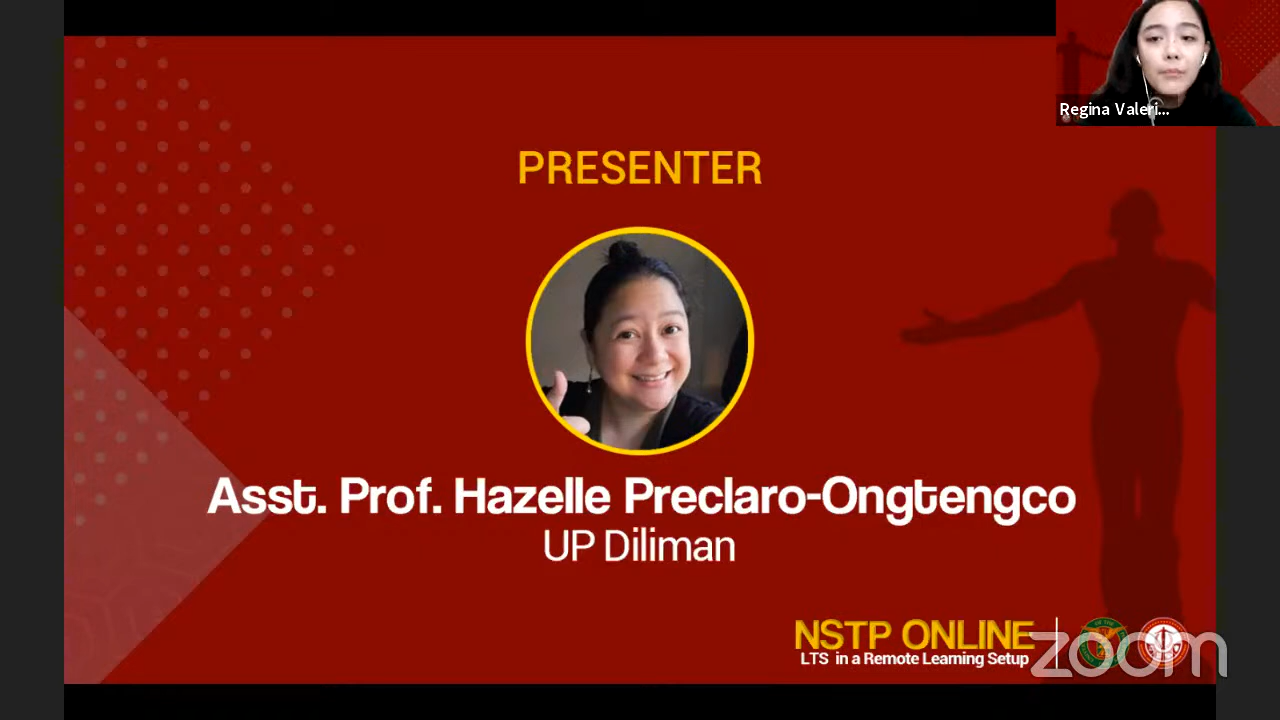 Regina Valeri...
PRESENTER
Asst. Prof. Hazelle Preclaro-Ongtengco
UP Diliman
NSTP ONLINE
LTS in a Remote Learning Setup
zoom